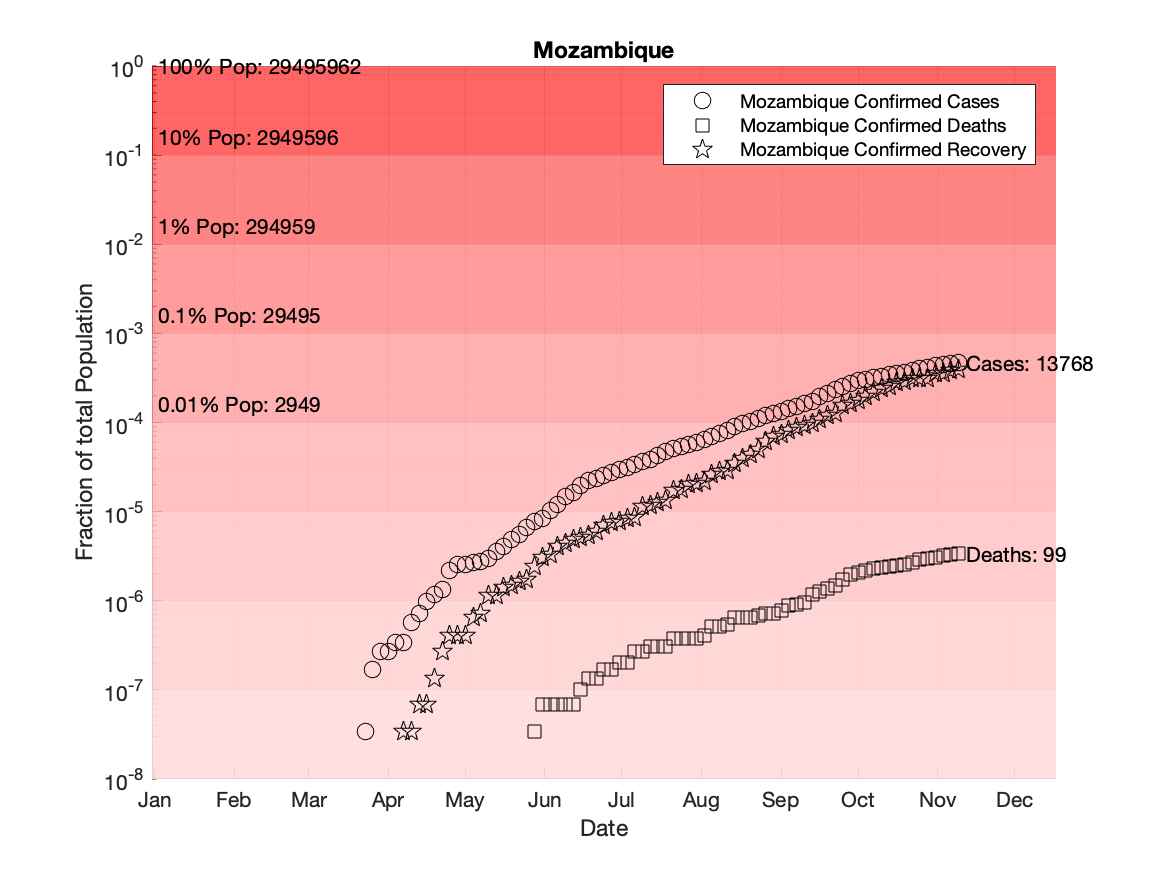 Mozambique
10^0
100% Pop: 29495962
Mozambique Confirmed Cases
Mozambique Confirmed Deaths
Mozambique Confirmed Recovery
10% Pop: 2949596
10^-1
1% Pop: 294959
10^-2
0.1% Pop: 29495
10^-3
Cases: 13768
0.01% Pop: 2949
10^-4
10^-5
Deaths: 99
10^-6
10^-7
10^-8
Fraction of total Population
Jan Feb Mar Apr May Jun Jul Aug Sep Oct Nov Dec
Date